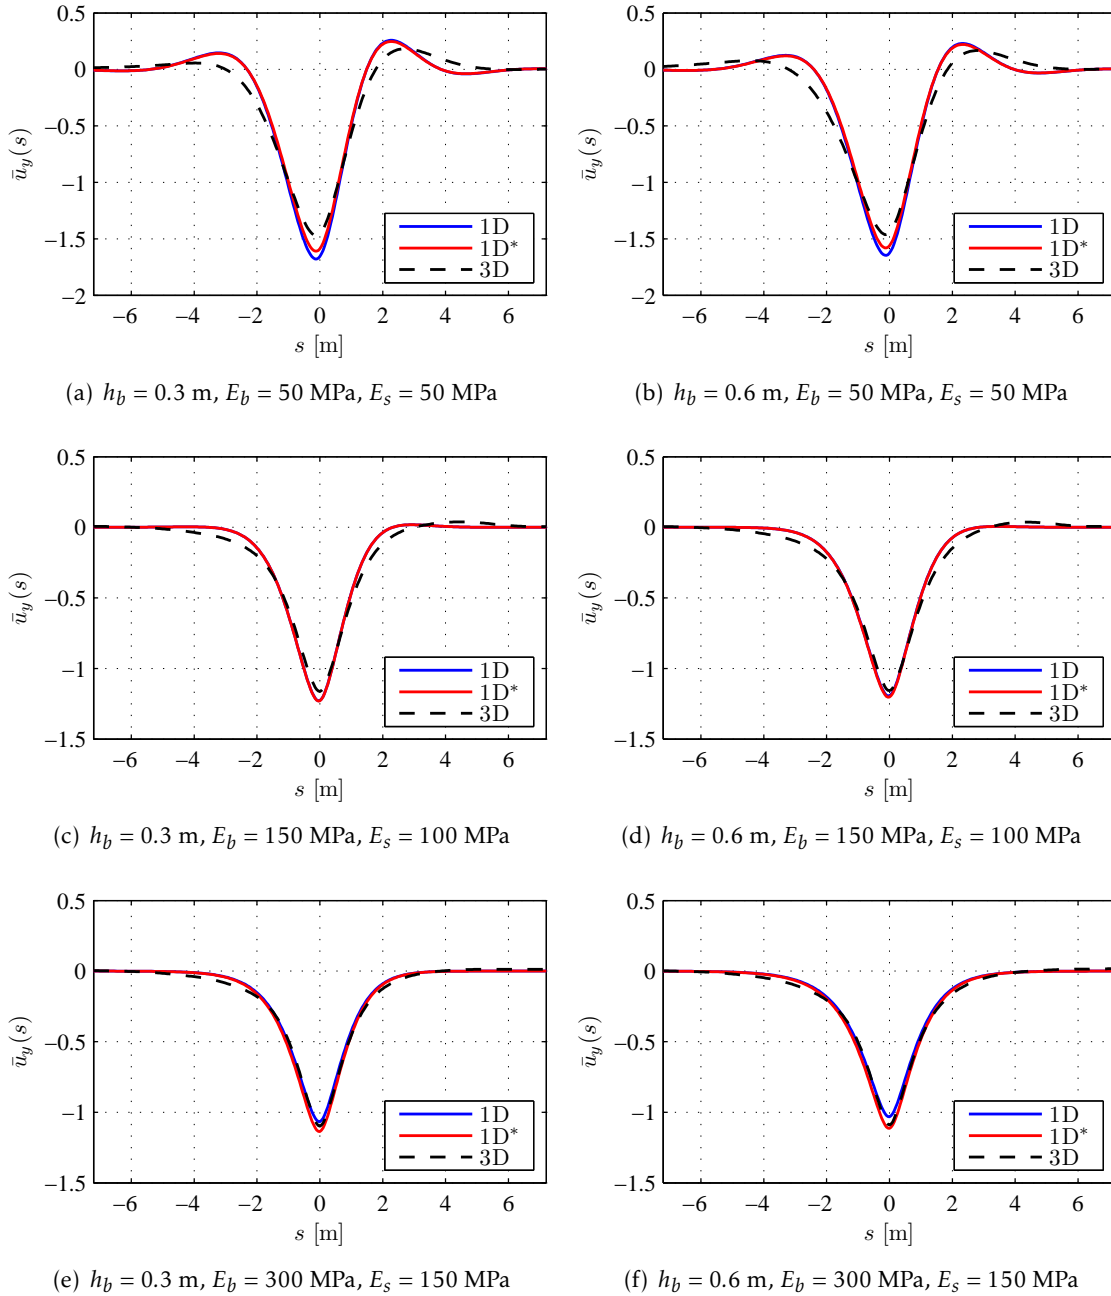 0
−0.5
−1
−1.5
−2
ū_y(s)
−6 −4 −2 0 2 4 6
s [m]
1D
1D*
3D
(a) h_b = 0.3 m, E_b = 50 MPa, E_s = 50 MPa
0
−0.5
−1
−1.5
−2
ū_y(s)
−6 −4 −2 0 2 4 6
s [m]
1D
1D*
3D
(b) h_b = 0.6 m, E_b = 50 MPa, E_s = 50 MPa
0.5
0
−0.5
−1
−1.5
ū_y(s)
−6 −4 −2 0 2 4 6
s [m]
1D
1D*
3D
(c) h_b = 0.3 m, E_b = 150 MPa, E_s = 100 MPa
0.5
0
−0.5
−1
−1.5
ū_y(s)
−6 −4 −2 0 2 4 6
s [m]
1D
1D*
3D
(d) h_b = 0.6 m, E_b = 150 MPa, E_s = 100 MPa
0.5
0
−0.5
−1
−1.5
ū_y(s)
−6 −4 −2 0 2 4 6
s [m]
1D
1D*
3D
(e) h_b = 0.3 m, E_b = 300 MPa, E_s = 150 MPa
0.5
0
−0.5
−1
−1.5
ū_y(s)
−6 −4 −2 0 2 4 6
s [m]
1D
1D*
3D
(f) h_b = 0.6 m, E_b = 300 MPa, E_s = 150 MPa